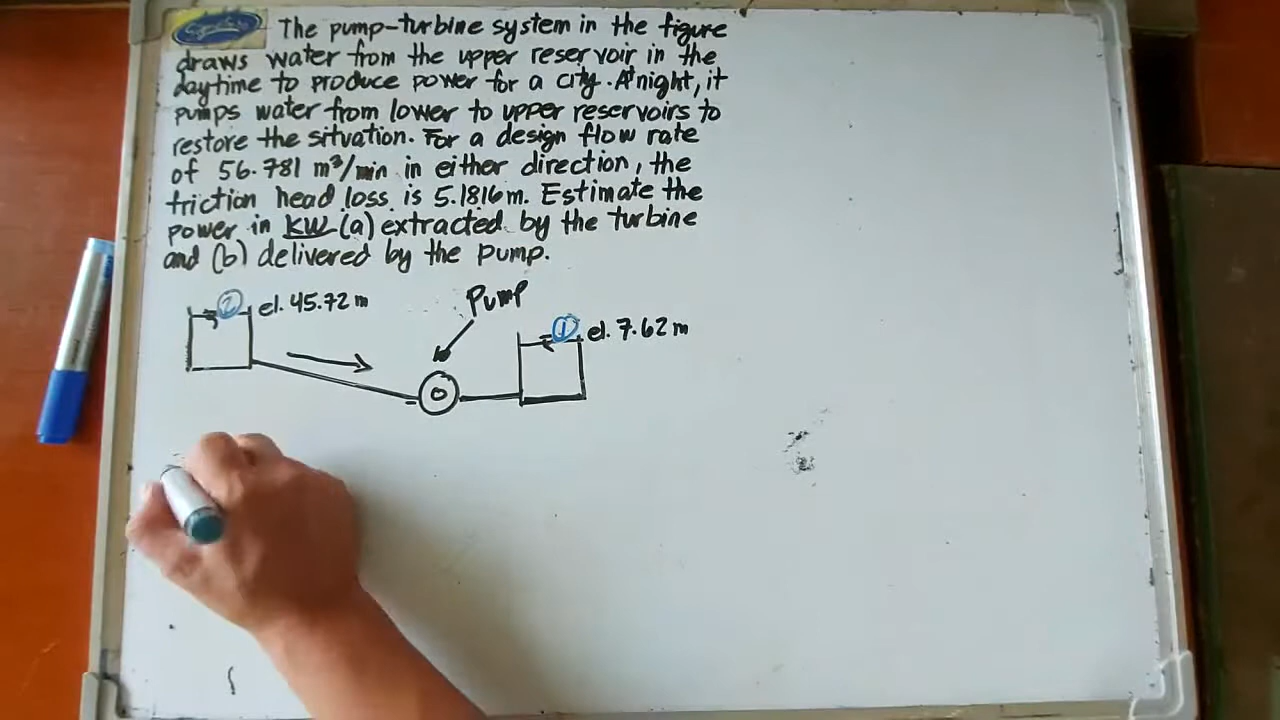 The pump-turbine system in the figure
draws water from the upper reservoir in the
daytime to produce power for a city. At night, it
pumps water from lower to upper reservoirs to
restore the situation. For a design flow rate
of 56.781 m³/min in either direction, the
friction head loss is 5.1816m. Estimate the
power in KW (a) extracted by the turbine
and (b) delivered by the pump.
② el. 45.72 m
Pump
① el. 7.62 m